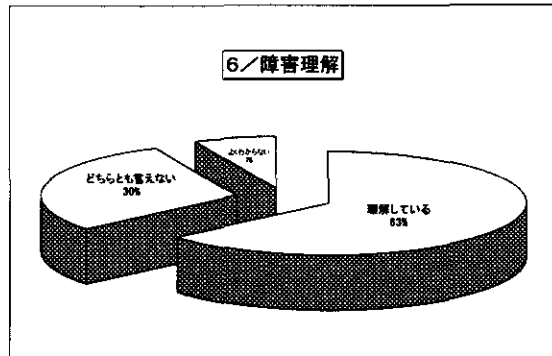 6/障害理解
よくわからない
7%
どちらとも言えない
30%
理解している
63%